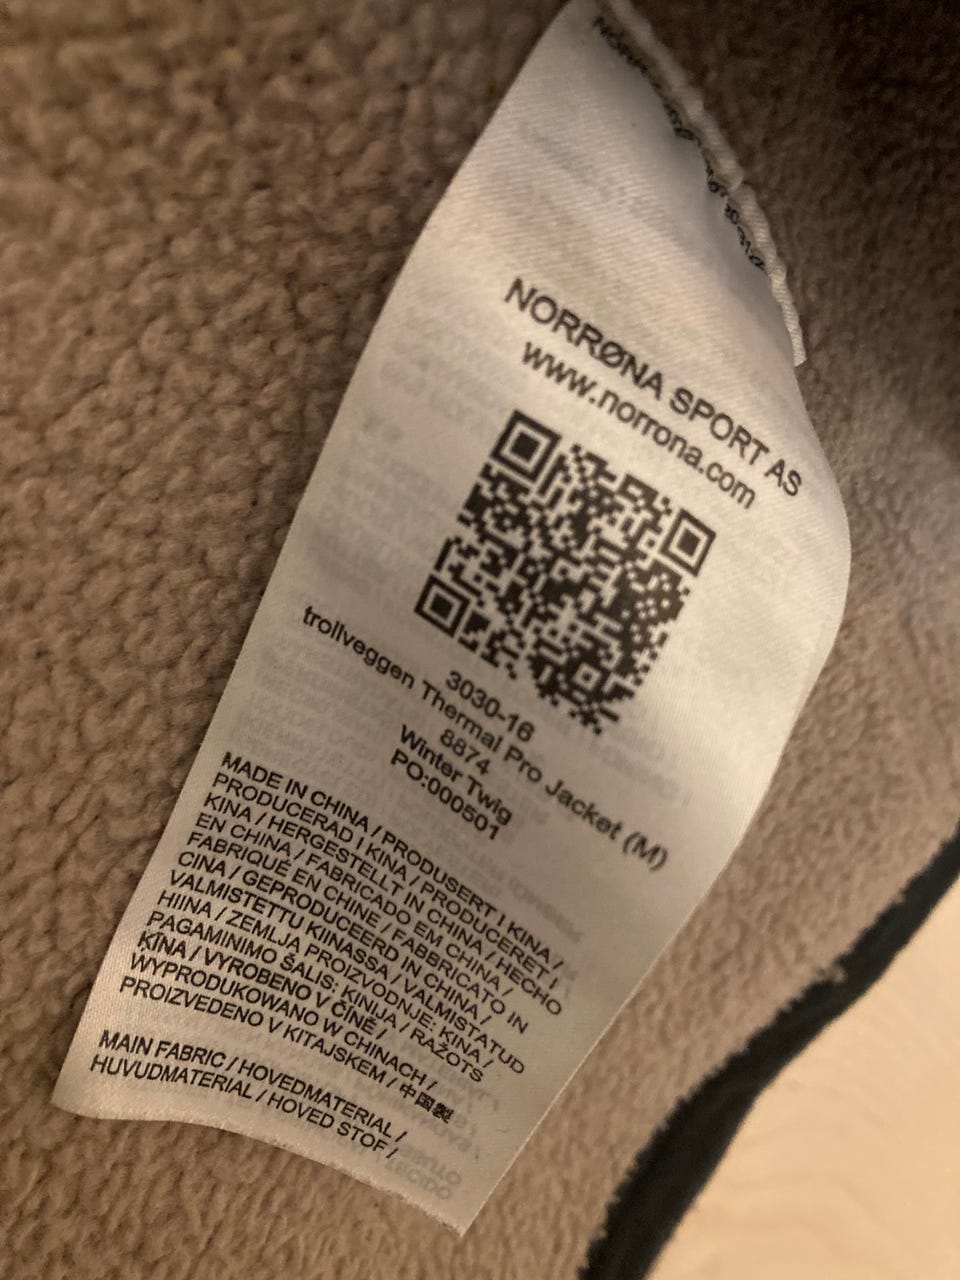 NORRØNA SPORT AS
www.norrona.com
3030-16
trollveggen Thermal Pro Jacket (M)
8874
Winter Twig
PO:000501
MADE IN CHINA / PRODUSERT I KINA /
PRODUCERAD I KINA / PRODUCERET I
KINA / HERGESTELLT IN CHINA / HECHO
EN CHINA / FABRICADO EM CHINA /
FABRIQUÉ EN CHINE / FABBRICATO IN
CINA / GEPRODUCEERD IN CHINA /
VALMISTETTU KIINASSA / VALMISTATUD
HIINA / ZEMLJA PROIZVODNJE: KINA /
PAGAMINIMO ŠALIS: KINIJA / RAŽOTS
ĶĪNA / VYROBENO V ČÍNĚ /
WYPRODUKOWANO W CHINACH /
PROIZVEDENO V KITAJSKEM / 中国製
MAIN FABRIC / HOVEDMATERIAL /
HUVUDMATERIAL / HOVED STOF /